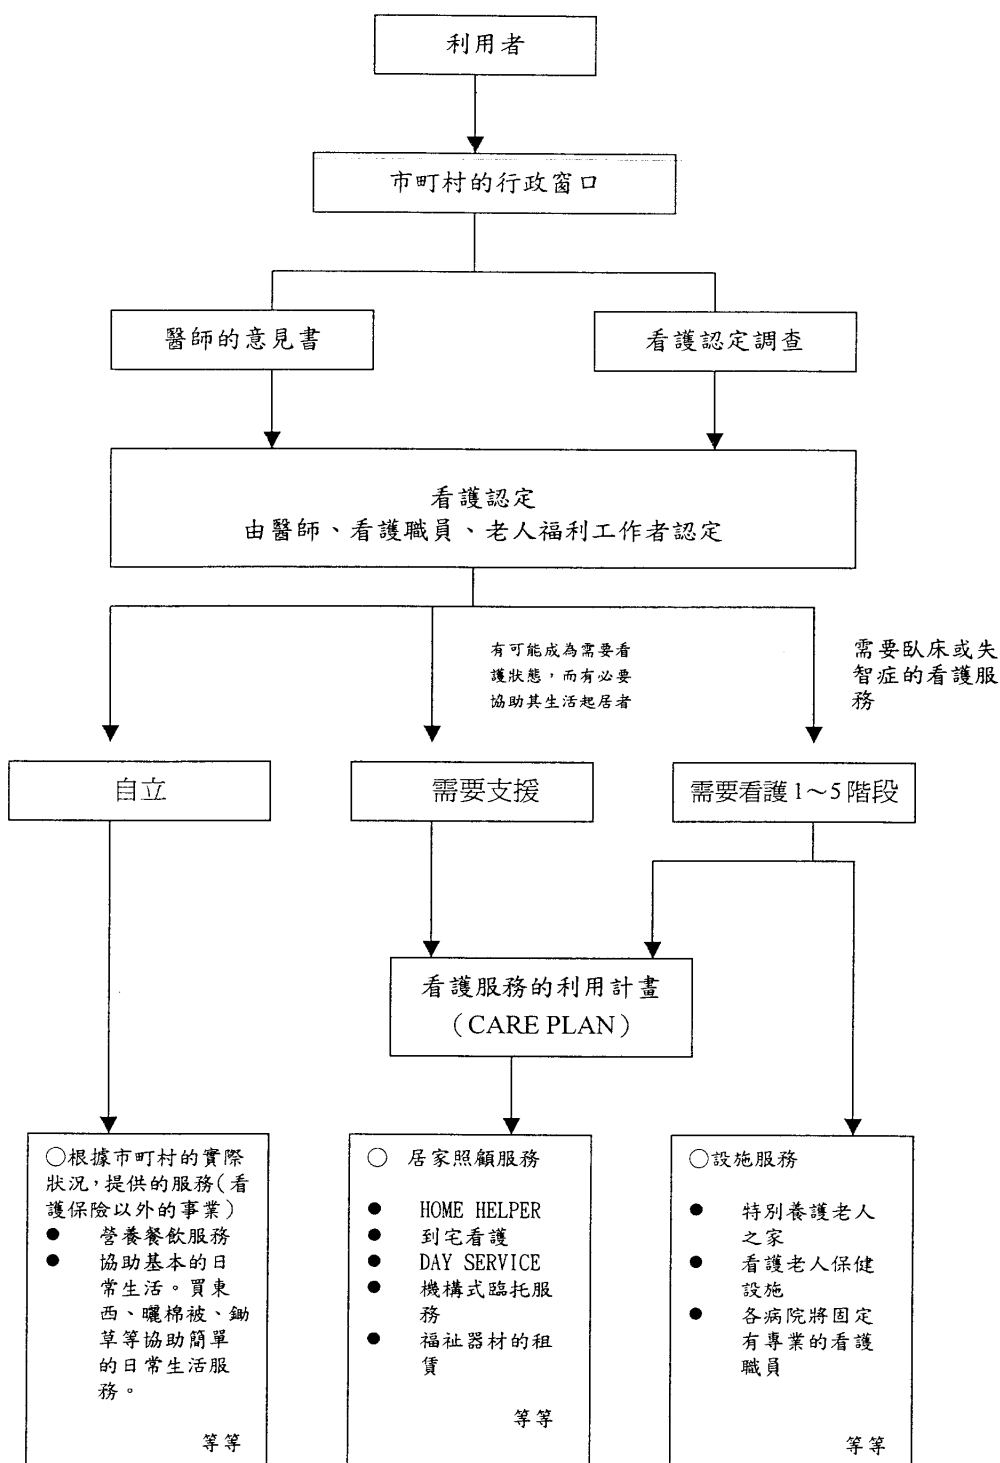 利用者
市町村的行政窗口
醫師的意見書
看護認定調查
看護認定
由醫師、看護職員、老人福利工作者認定
有可能成為需要看
護狀態，而有必要
協助其生活起居者
需要臥床或失
智症的看護服
務
自立
需要支援
需要看護1～5階段
看護服務的利用計畫
（CARE PLAN）
○根據市町村的實際
狀況，提供的服務（看
護保險以外的事業）
● 營養餐飲服務
● 協助基本的日
常生活。買東
西、曬棉被、鋤
草等協助簡單
的日常生活服
務。
等等
○ 居家照顧服務
● HOME HELPER
● 到宅看護
● DAY SERVICE
● 機構式臨托服
務
● 福祉器材的租
賃
等等
○設施服務
● 特別養護老人
之家
● 看護老人保健
設施
● 各病院將固定
有專業的看護
職員
等等